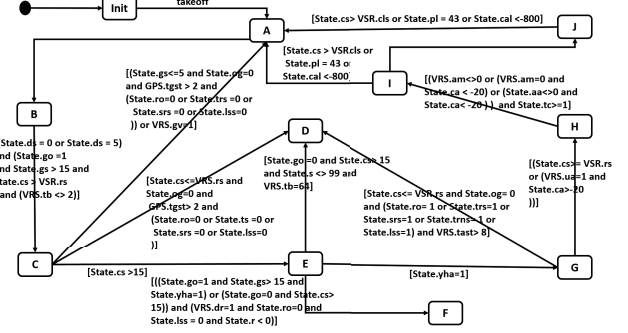 Init
takeoff
A
[State.cs> VSR.cls or State.pl = 43 or State.cal <-800]
J
[State.cs > VSR.cls or
State.pl = 43 or
State.cal <-800]
I
[(State.gs<=5 and State.og=0
and GPS.tgst > 2 and
(State.ro=0 or State.trs =0 or
State.srs =0 or State.lss=0
)) or VRS.gv=1]
[(VRS.am<>0 or (VRS.am=0 and
State.ca < -20) or (State.aa<>0 and
State.ca< -20 ) ) and State.tc>=1]
B
H
D
State.ds = 0 or State.ds = 5)
and (State.go =1
and State.gs > 15 and
State.cs > VSR.rs
and (VRS.tb <> 2)]
[State.go =0 and State.cs> 15
and State.s <> 99 and
VRS.tb=64]
[(State.cs>= VSR.rs
or (VRS.ua=1 and
State.ca>-20
))]
[State.cs<=VRS.rs and
State.og=0 and
GPS.tgst> 2 and
(State.ro=0 or State.ts =0 or
State.srs =0 or State.lss=0
)]
[State.cs<= VSR.rs and State.og= 0
and (State.ro= 1 or State.trs=1 or
State.srs=1 or State.trns= 1 or
State.lss=1) and VRS.tast> 8]
C
E
G
[State.cs >15]
[State.yha=1]
[((State.go=1 and State.gs> 15 and
State.yha=1) or (State.go=0 and State.cs>
15)) and (VRS.dr=1 and State.ro=0 and
State.lss = 0 and State.r < 0)]
F